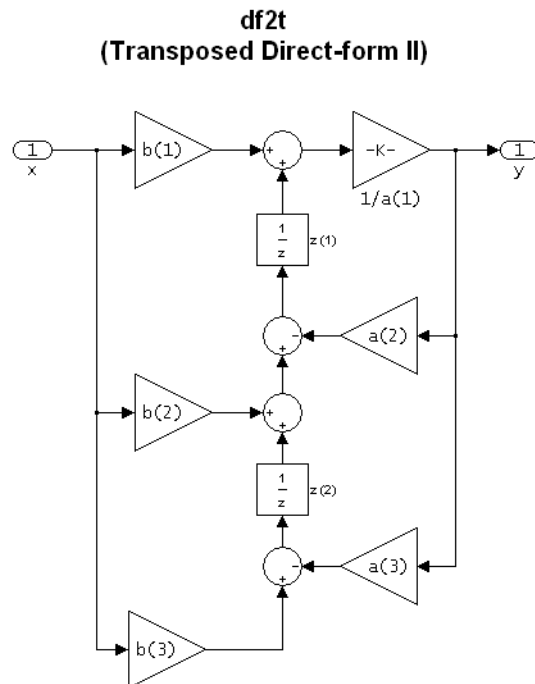 df2t
(Transposed Direct-form II)
1
x
b(1)
+
+
-K-
1/a(1)
1
y
1
z
z(1)
-
+
a(2)
b(2)
+
+
1
z
z(2)
-
+
a(3)
b(3)